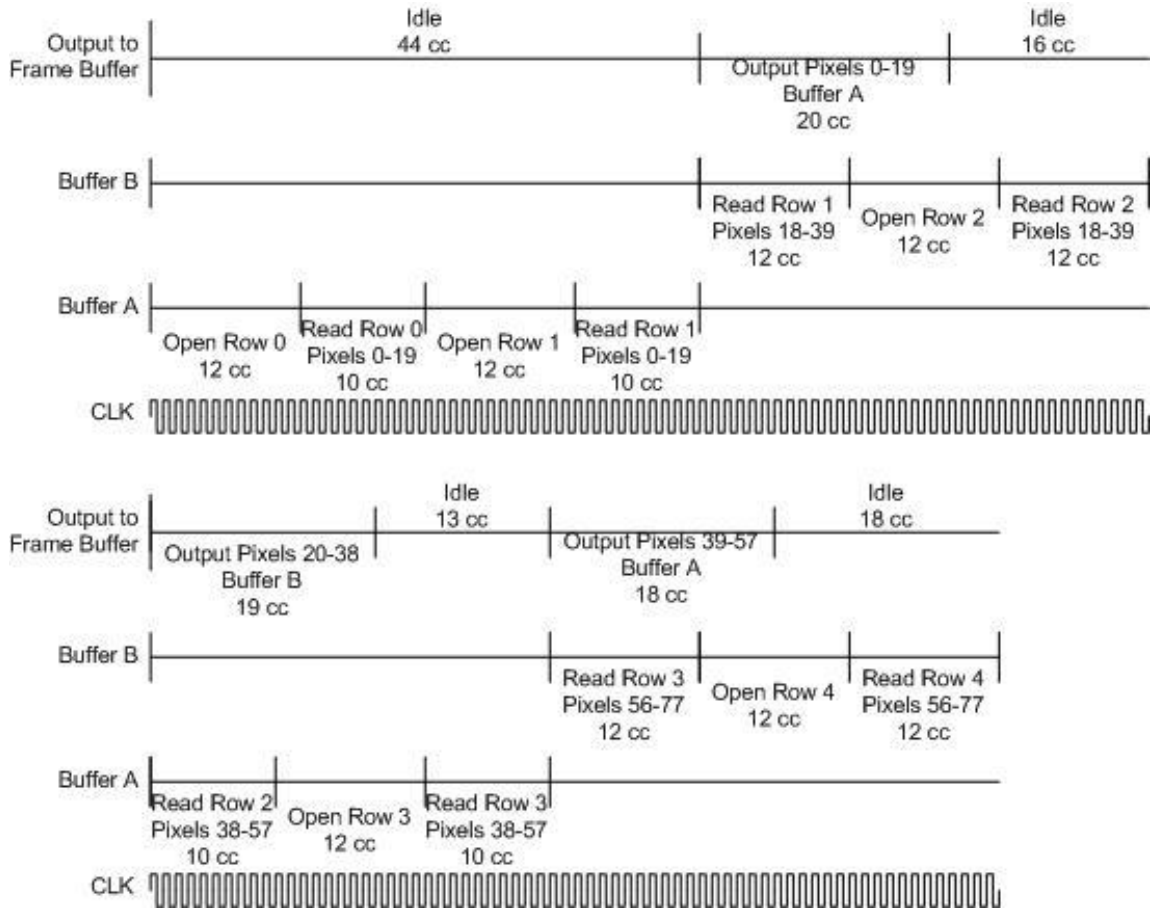 Idle
44 cc
Idle
16 cc
Output to
Frame Buffer
Output Pixels 0-19
Buffer A
20 cc
Buffer B
Read Row 1
Pixels 18-39
12 cc
Open Row 2
12 cc
Read Row 2
Pixels 18-39
12 cc
Buffer A
Open Row 0
12 cc
Read Row 0
Pixels 0-19
10 cc
Open Row 1
12 cc
Read Row 1
Pixels 0-19
10 cc
CLK
Idle
13 cc
Idle
18 cc
Output to
Frame Buffer
Output Pixels 20-38
Buffer B
19 cc
Output Pixels 39-57
Buffer A
18 cc
Buffer B
Read Row 3
Pixels 56-77
12 cc
Open Row 4
12 cc
Read Row 4
Pixels 56-77
12 cc
Buffer A
Read Row 2
Pixels 38-57
10 cc
Open Row 3
12 cc
Read Row 3
Pixels 38-57
10 cc
CLK